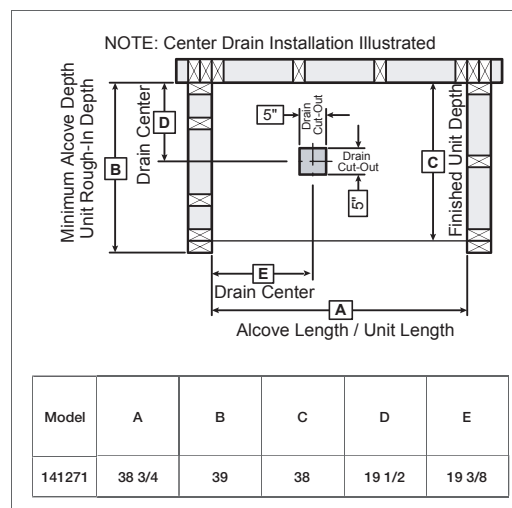 NOTE: Center Drain Installation Illustrated
Minimum Alcove Depth
Unit Rough-In Depth
B
Drain Center
D
5"
Drain
Cut-Out
Drain
Cut-Out
5"
C
Finished Unit Depth
E
Drain Center
A
Alcove Length / Unit Length
Model A B C D E
141271 38 3/4 39 38 19 1/2 19 3/8